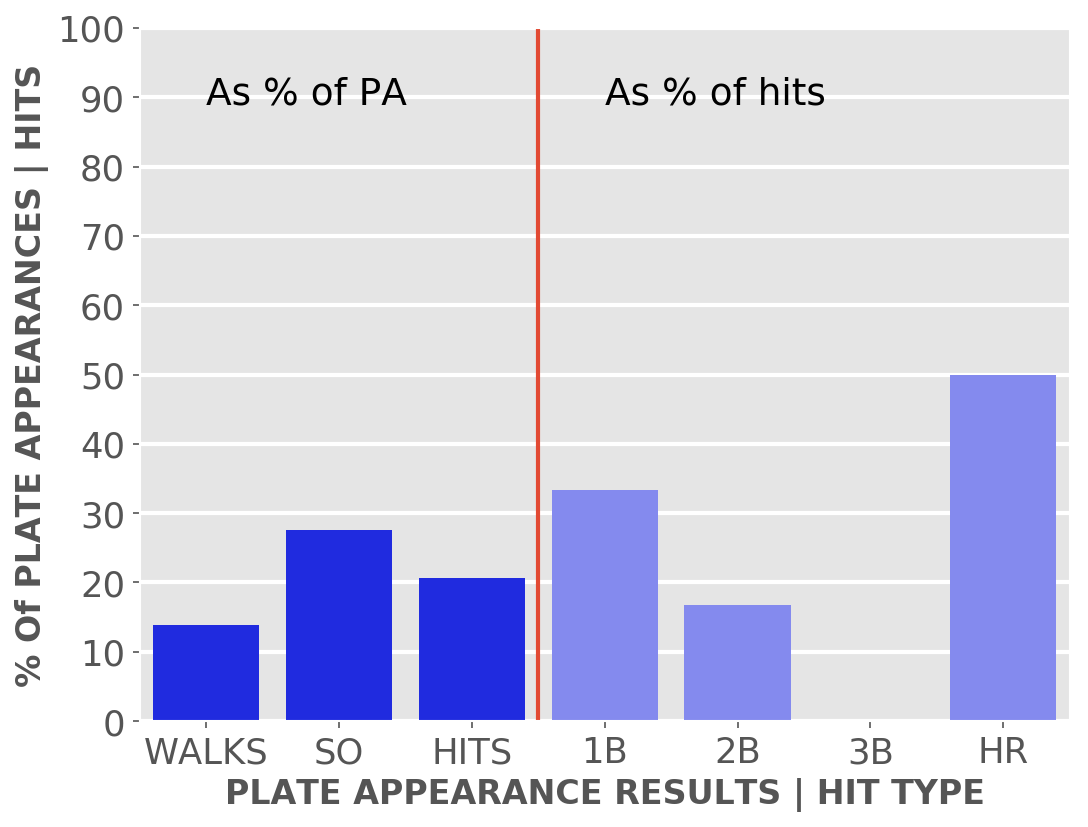 % Of PLATE APPEARANCES | HITS
100
90
80
70
60
50
40
30
20
10
0
As % of PA
As % of hits
WALKS SO HITS 1B 2B 3B HR
PLATE APPEARANCE RESULTS | HIT TYPE